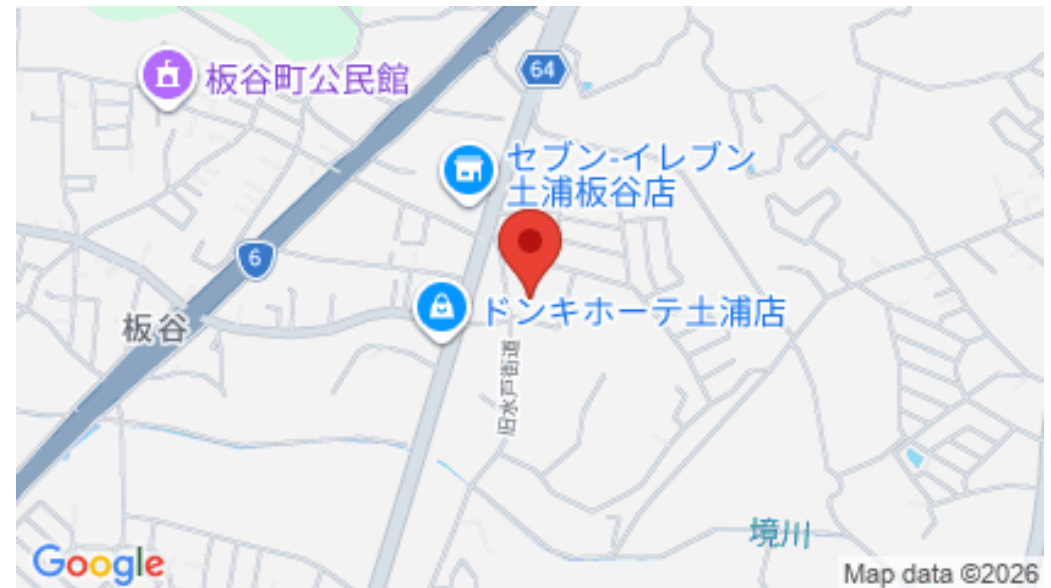 64
板谷町公民館
セブン-イレブン
土浦板谷店
6
ドンキホーテ土浦店
板谷
旧水戸街道
境川
Google
Map data ©2026